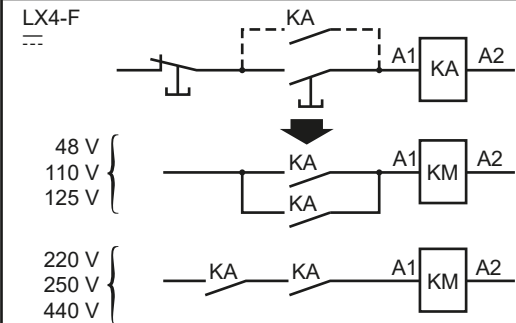 LX4-F
KA
A1 KA A2
48 V
110 V
125 V
KA
A1 KM A2
KA
220 V
250 V
440 V
KA KA
A1 KM A2